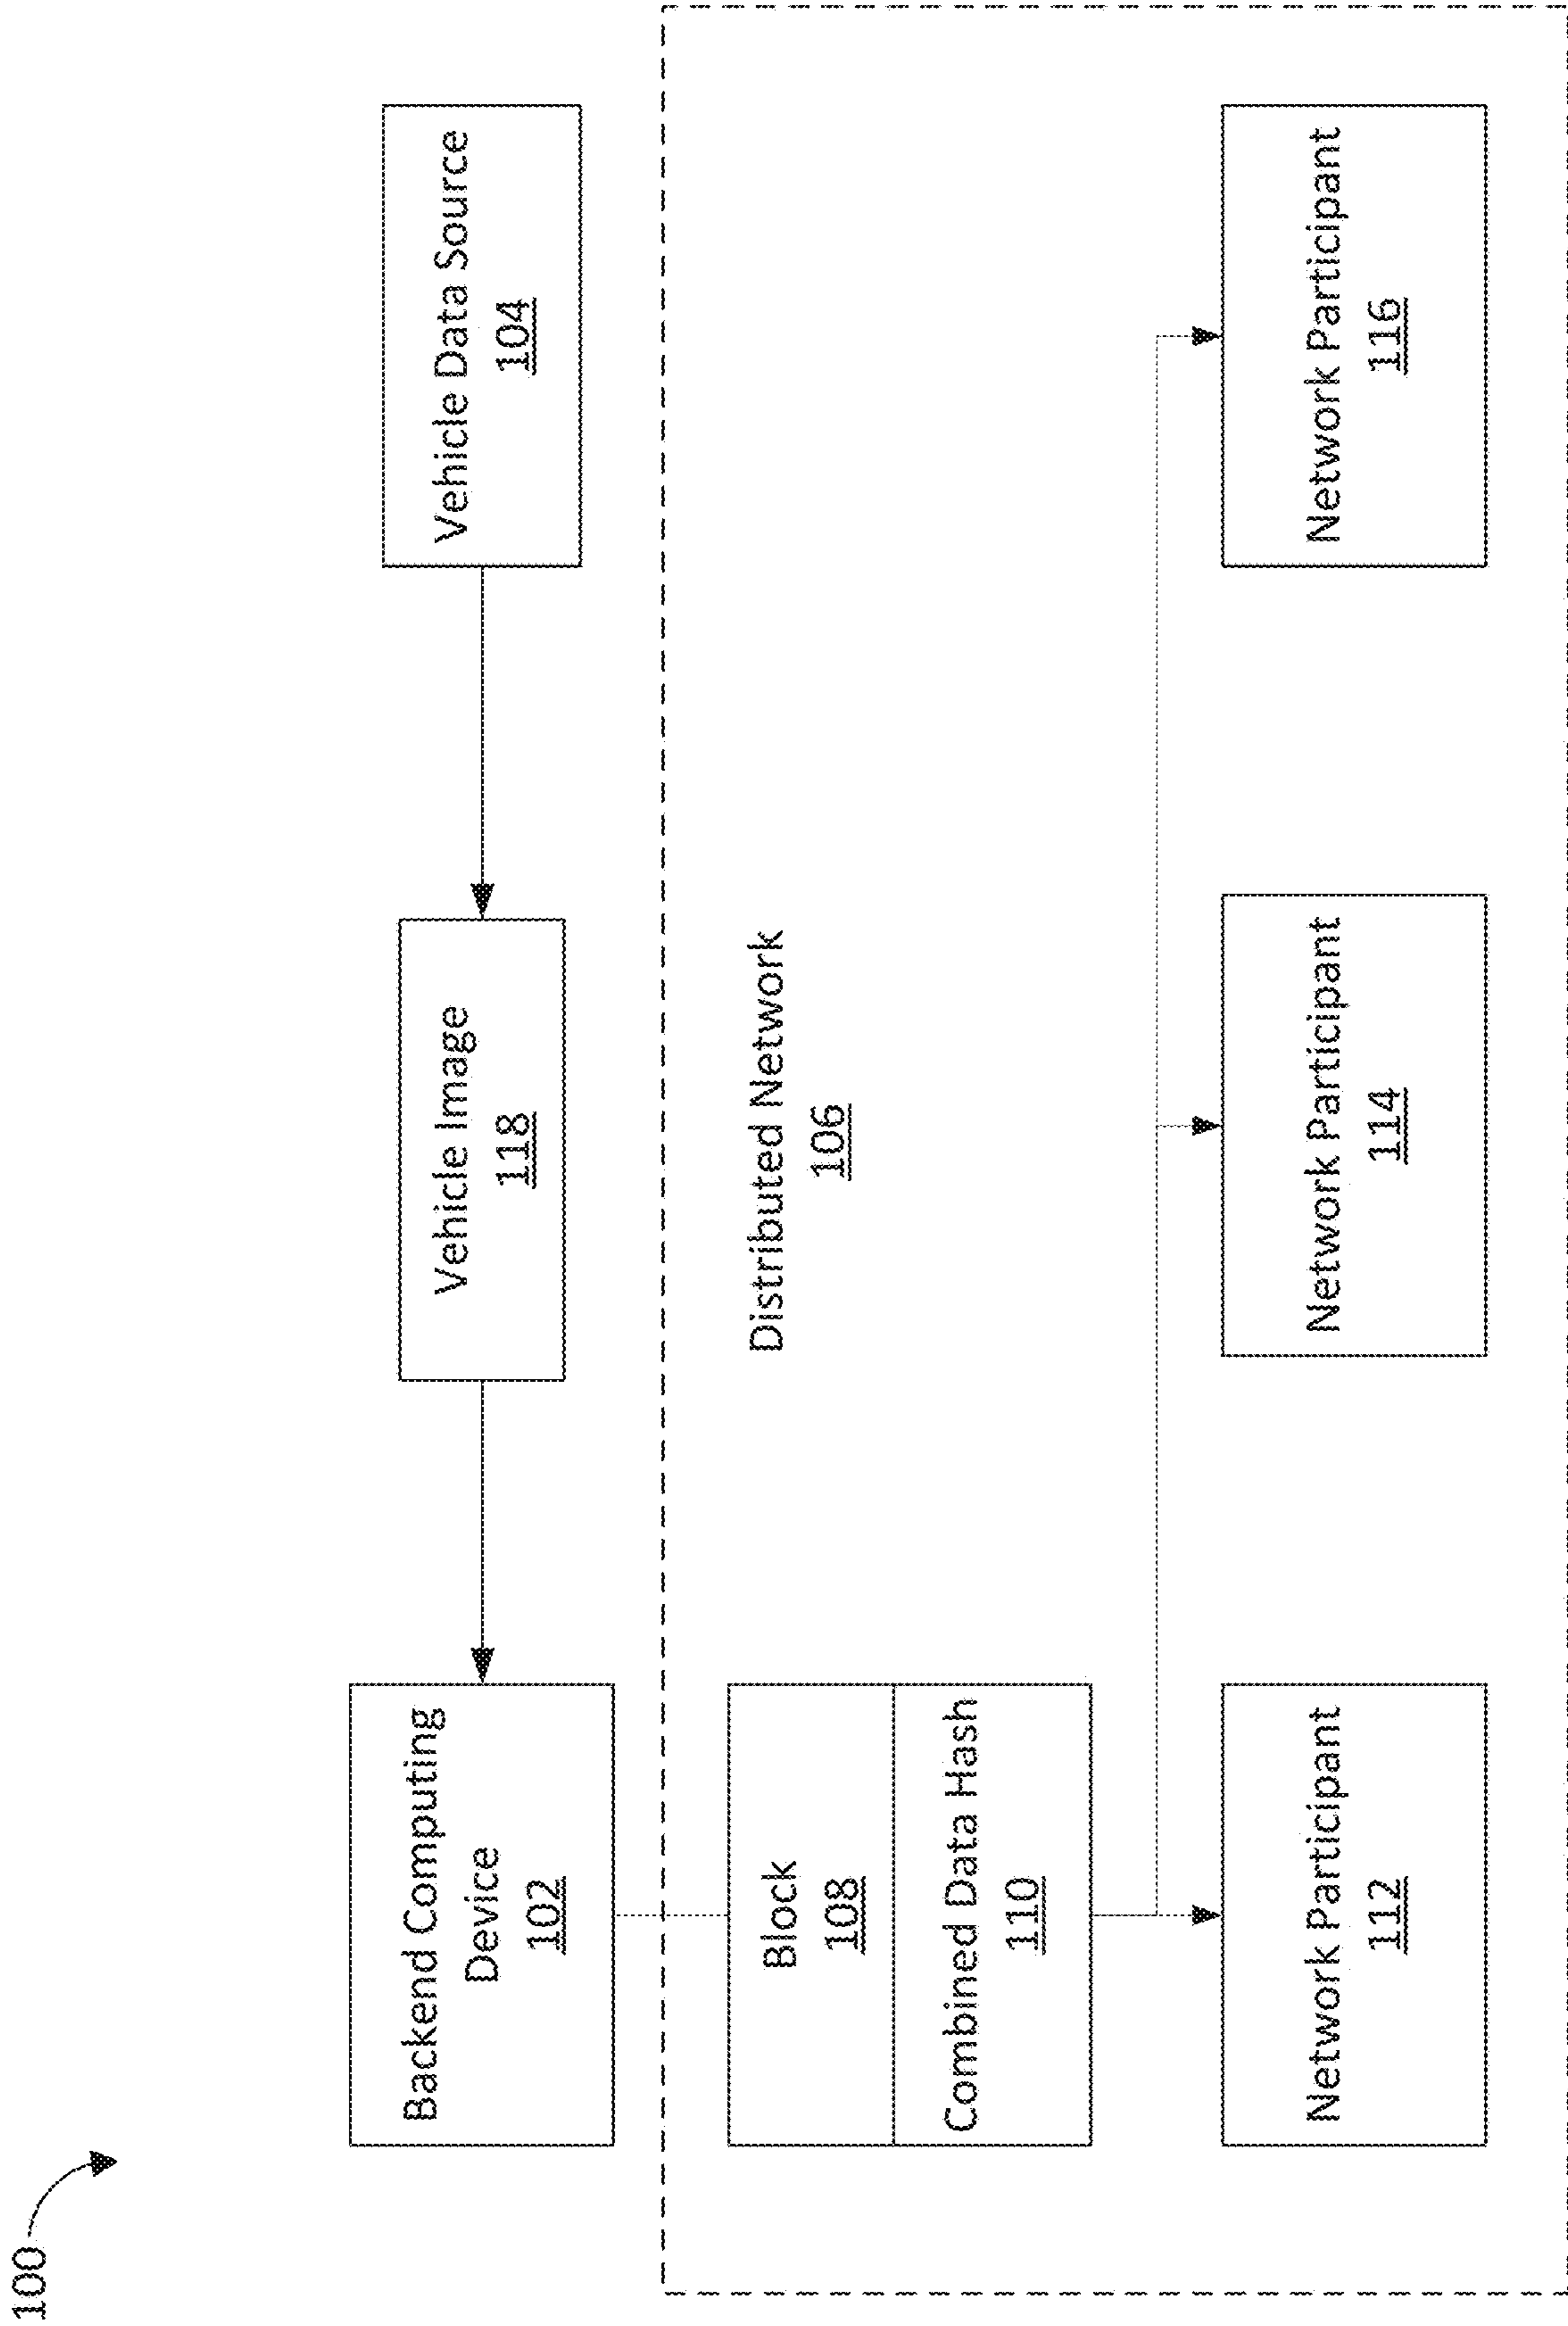 100
Backend Computing
Device
102
Vehicle Image
118
Vehicle Data Source
104
Distributed Network
106
Block
108
Combined Data Hash
110
Network Participant
112
Network Participant
114
Network Participant
116